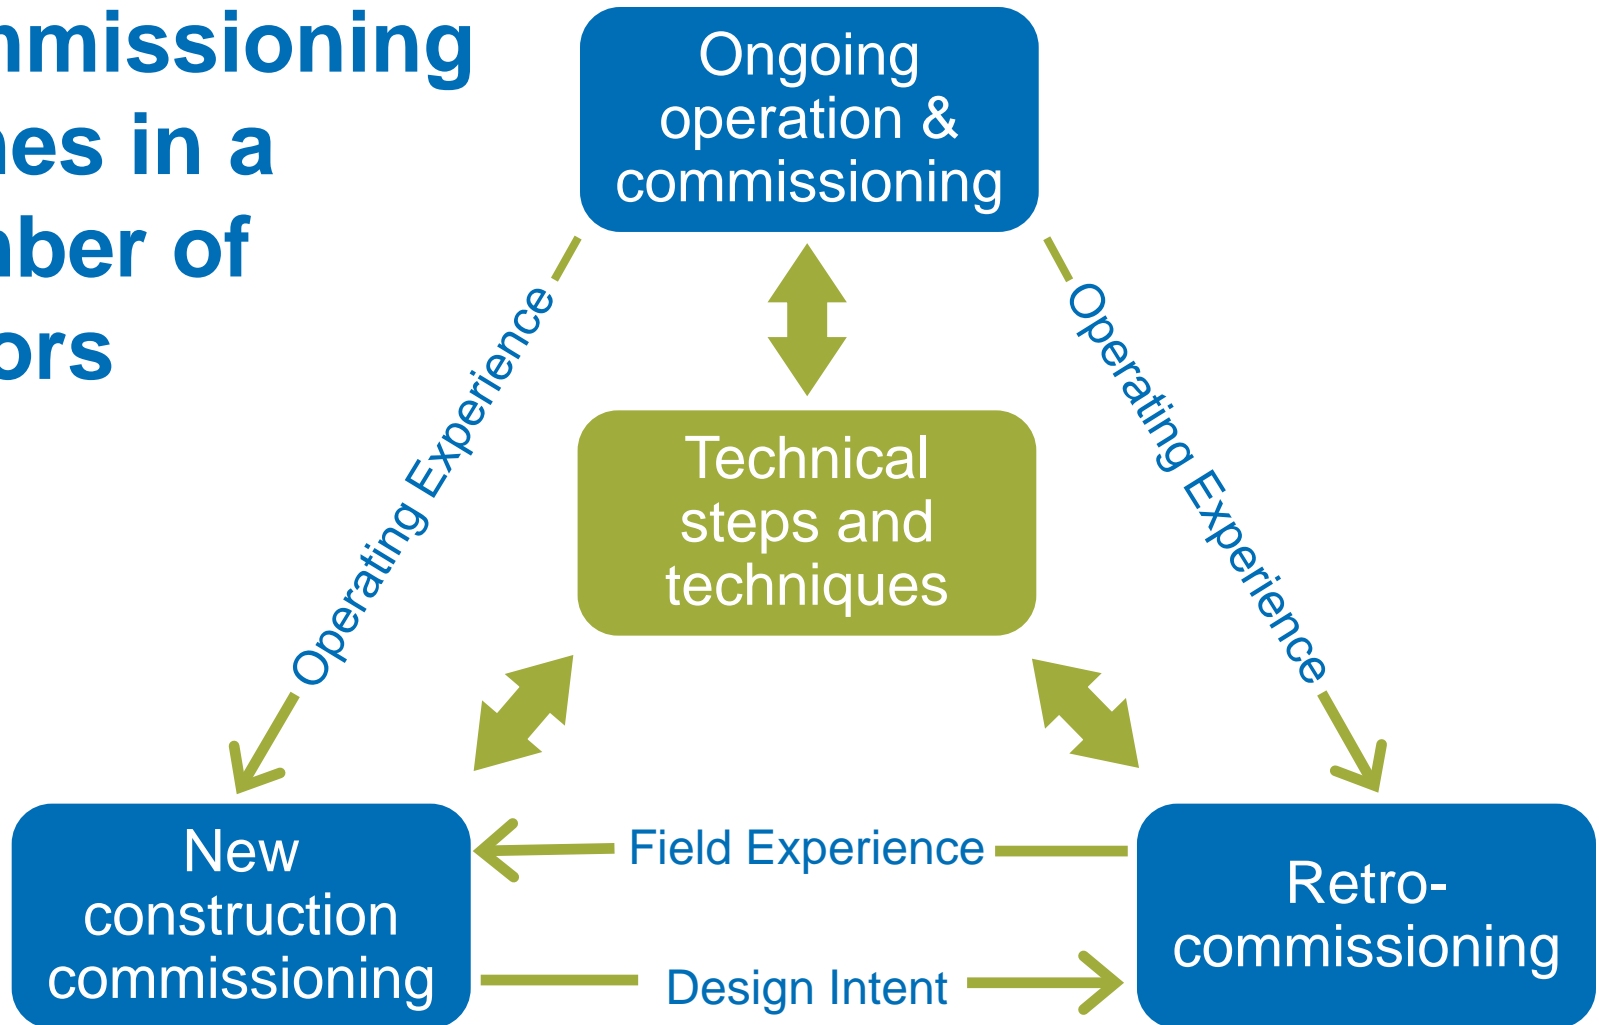 mmissioning
nes in a
nber of
ors
Ongoing
operation &
commissioning
Operating Experience
Operating Experience
Technical
steps and
techniques
Field Experience
Design Intent
New
construction
commissioning
Retro-
commissioning